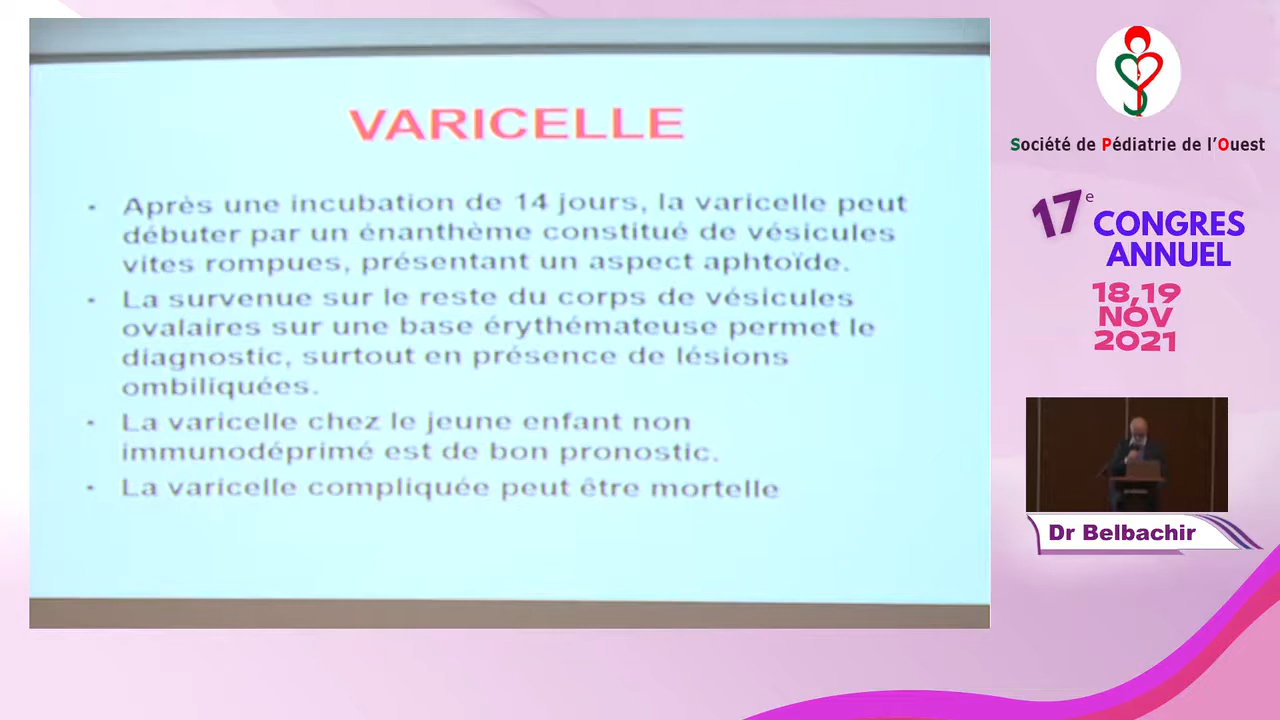 VARICELLE
• Après une incubation de 14 jours, la varicelle peut
débuter par un énanthème constitué de vésicules
vites rompues, présentant un aspect aphtoïde.
• La survenue sur le reste du corps de vésicules
ovalaires sur une base érythémateuse permet le
diagnostic, surtout en présence de lésions
ombiliquées.
• La varicelle chez le jeune enfant non
immunodéprimé est de bon pronostic.
• La varicelle compliquée peut être mortelle
Société de Pédiatrie de l’Ouest
17e CONGRES
ANNUEL
18,19
NOV
2021
Dr Belbachir